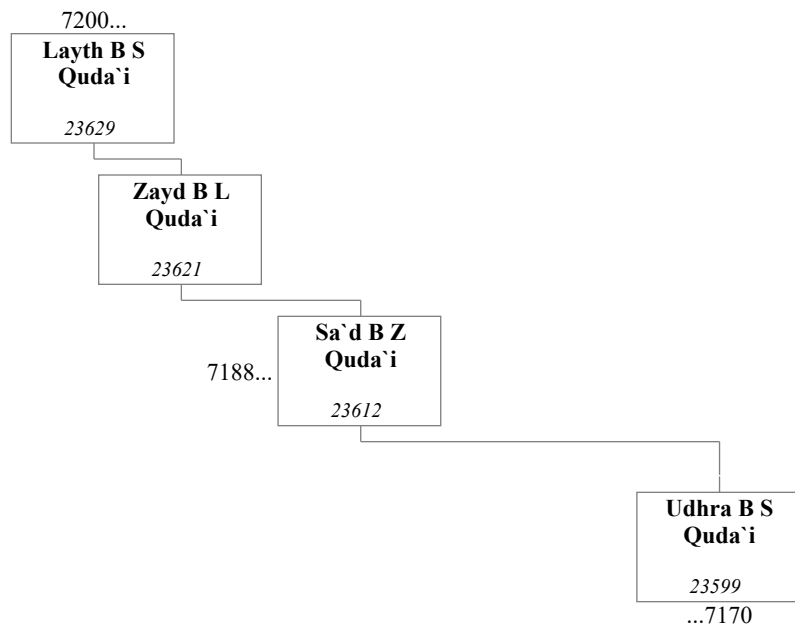 7200...
Layth B S
Quda`i
23629
Zayd B L
Quda`i
23621
Sa`d B Z
Quda`i
7188...
23612
Udhra B S
Quda`i
23599
...7170